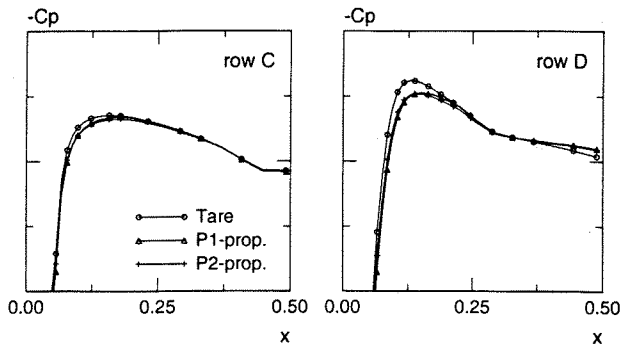 -Cp
row C
Tare
P1-prop.
P2-prop.
0.00 0.25 0.50
x
-Cp
row D
0.00 0.25 0.50
x